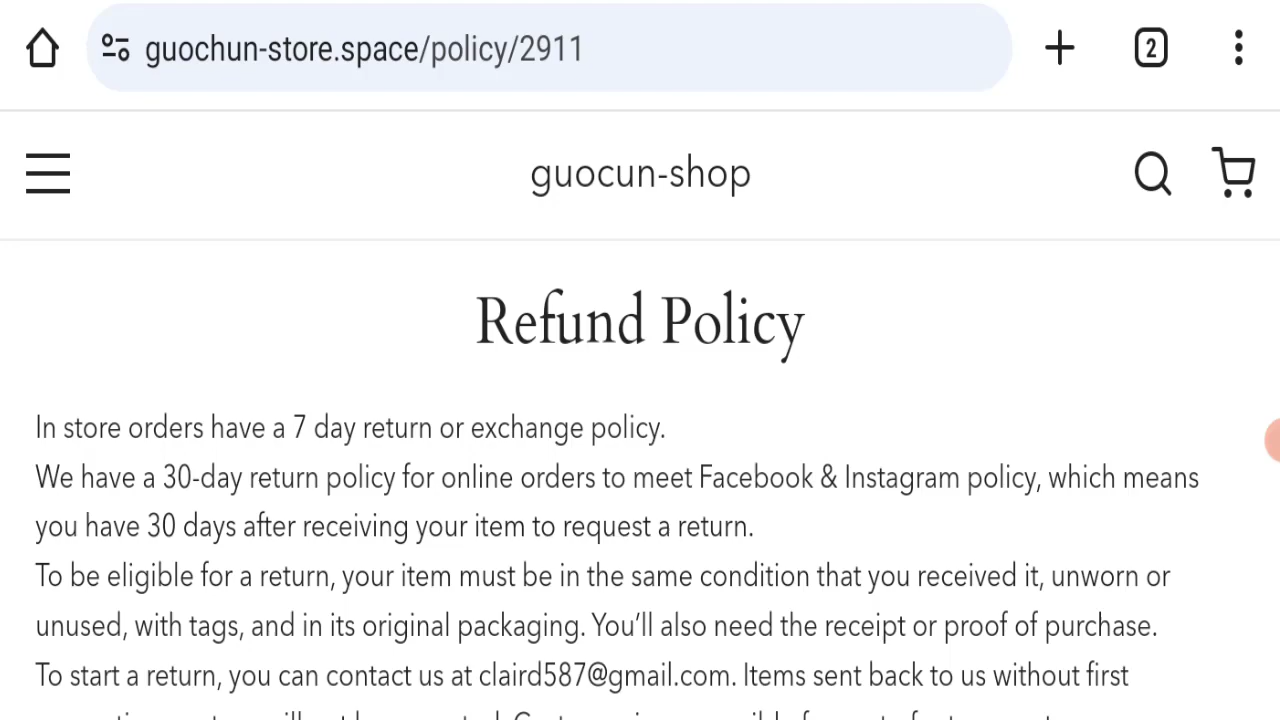 guochun-store.space/policy/2911
2
guocun-shop
Refund Policy
In store orders have a 7 day return or exchange policy.
We have a 30-day return policy for online orders to meet Facebook & Instagram policy, which means
you have 30 days after receiving your item to request a return.
To be eligible for a return, your item must be in the same condition that you received it, unworn or
unused, with tags, and in its original packaging. You’ll also need the receipt or proof of purchase.
To start a return, you can contact us at claird587@gmail.com. Items sent back to us without first